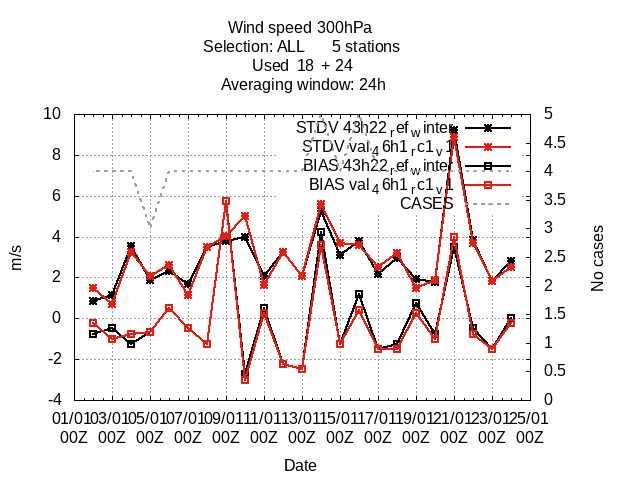 Wind speed 300hPa
Selection: ALL 5 stations
Used 18 + 24
Averaging window: 24h
STDV 43h22refwinter
STDV val46h1rc1v1
BIAS 43h22refwinter
BIAS val46h1rc1v1
CASES
10
8
6
4
2
0
-2
-4
m/s
5
4.5
4
3.5
3
2.5
2
1.5
1
0.5
0
No cases
01/01 03/01 05/01 07/01 09/01 11/01 13/01 15/01 17/01 19/01 21/01 23/01 25/01
00Z 00Z 00Z 00Z 00Z 00Z 00Z 00Z 00Z 00Z 00Z 00Z 00Z
Date